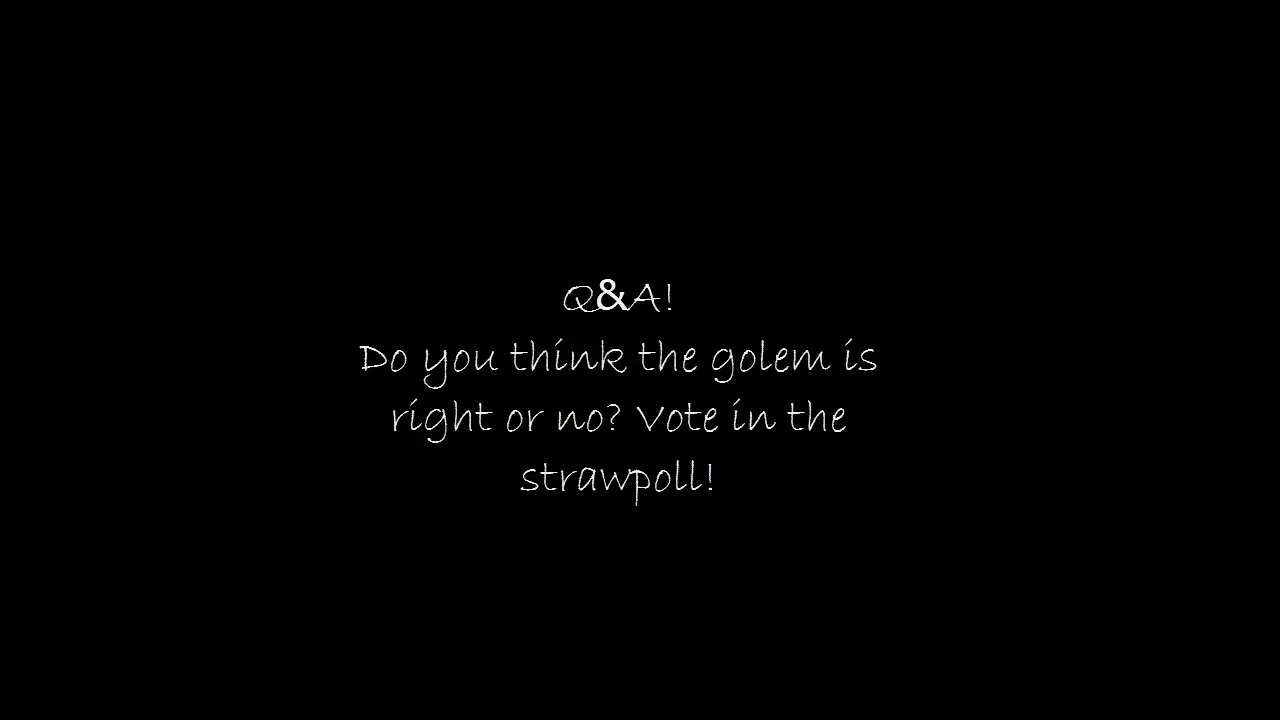 Q&A!
Do you think the golem is
right or no? Vote in the
strawpoll!